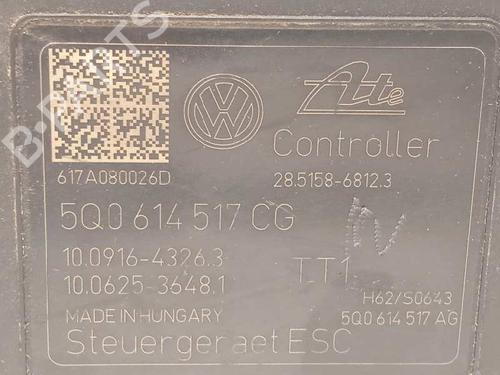 Ate
Controller
617A080026D
28.5158-6812.3
5Q0 614 517 CG
10.0916-4326.3
10.0625-3648.1
TT1
H62/S0643
MADE IN HUNGARY
5Q0 614 517 AG
Steuergeraet ESC
B-PARTS